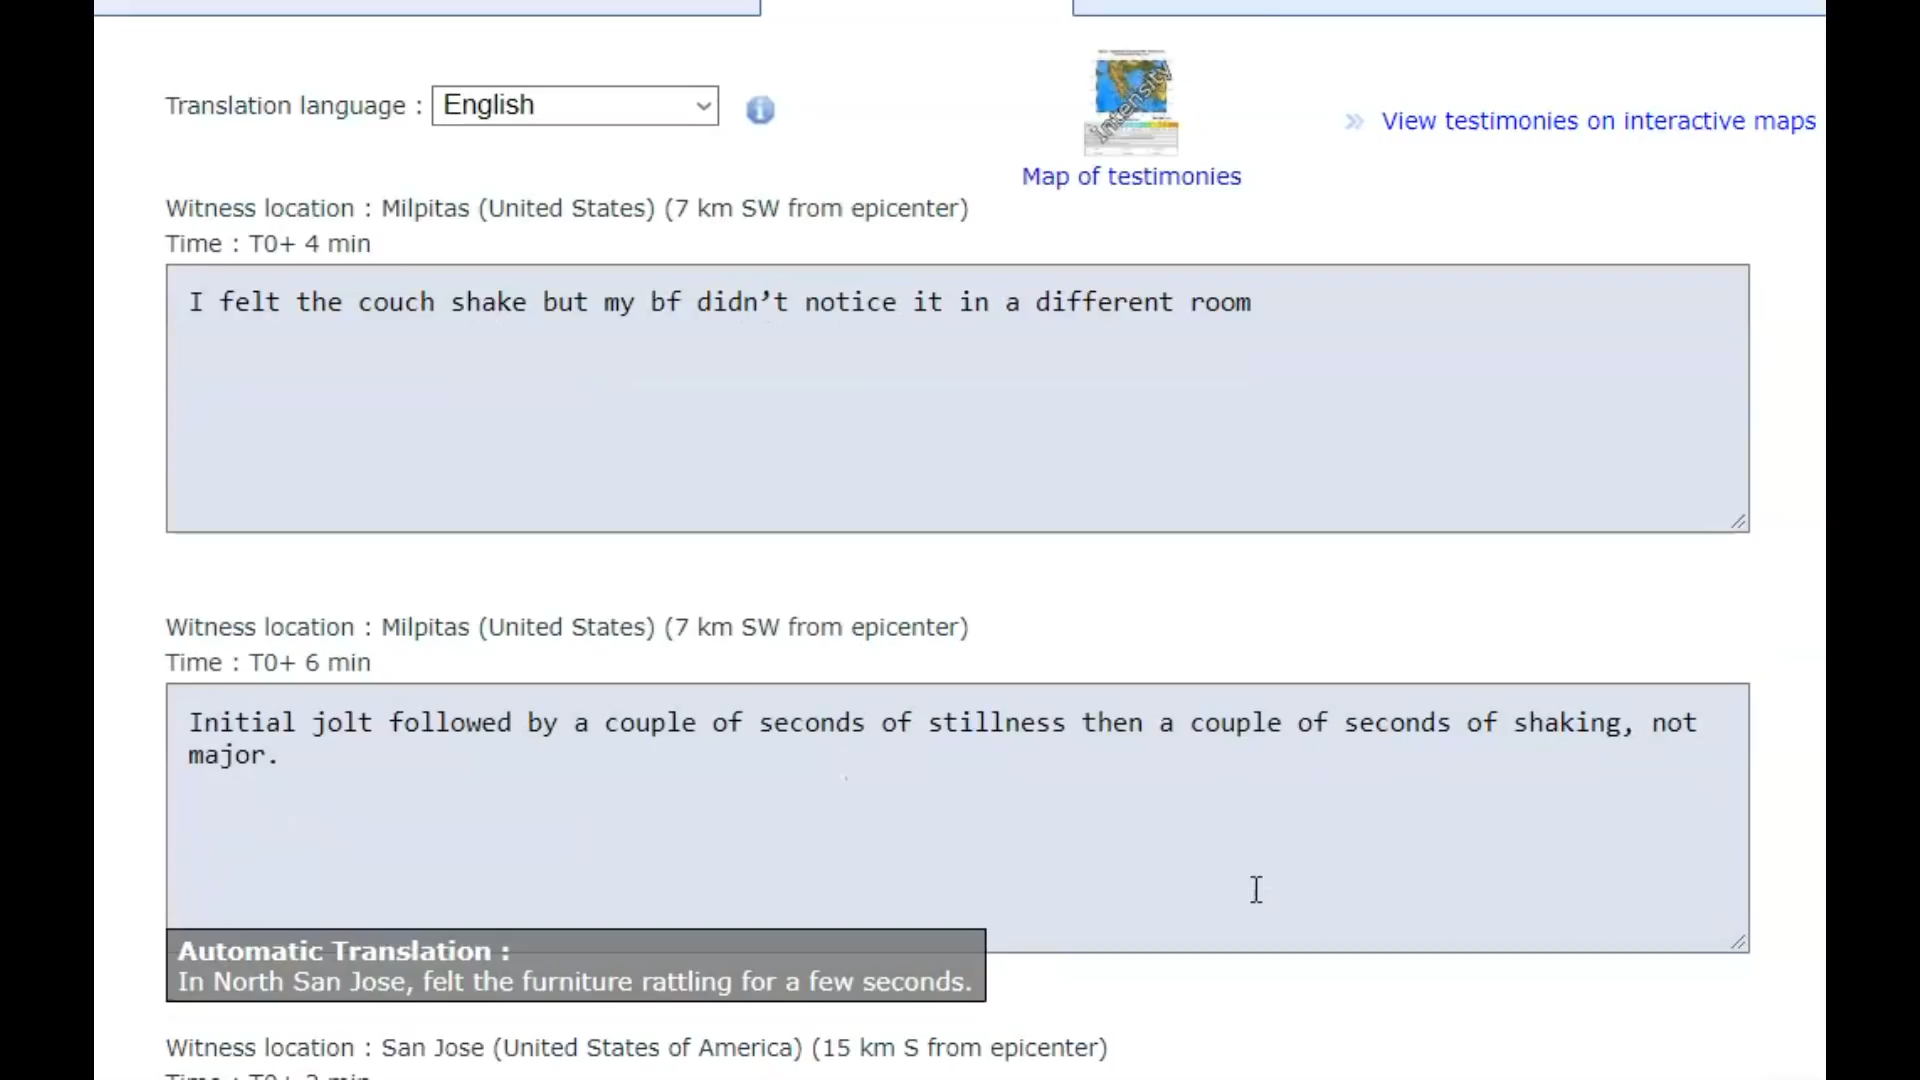 Translation language : English
Intensity
Map of testimonies
» View testimonies on interactive maps
Witness location : Milpitas (United States) (7 km SW from epicenter)
Time : T0+ 4 min
I felt the couch shake but my bf didn’t notice it in a different room
Witness location : Milpitas (United States) (7 km SW from epicenter)
Time : T0+ 6 min
Initial jolt followed by a couple of seconds of stillness then a couple of seconds of shaking, not
major.
Automatic Translation :
In North San Jose, felt the furniture rattling for a few seconds.
Witness location : San Jose (United States of America) (15 km S from epicenter)